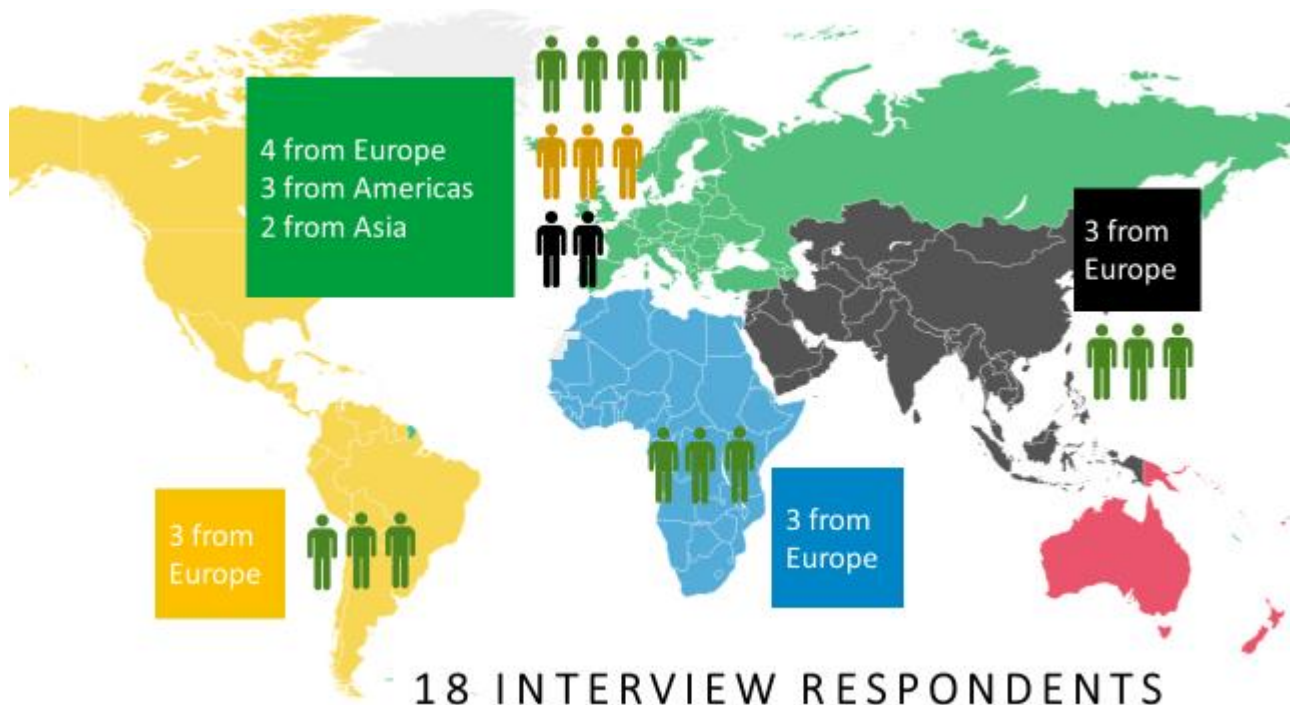 4 from Europe
3 from Americas
2 from Asia
3 from
Europe
3 from
Europe
3 from
Europe
18 INTERVIEW RESPONDENTS